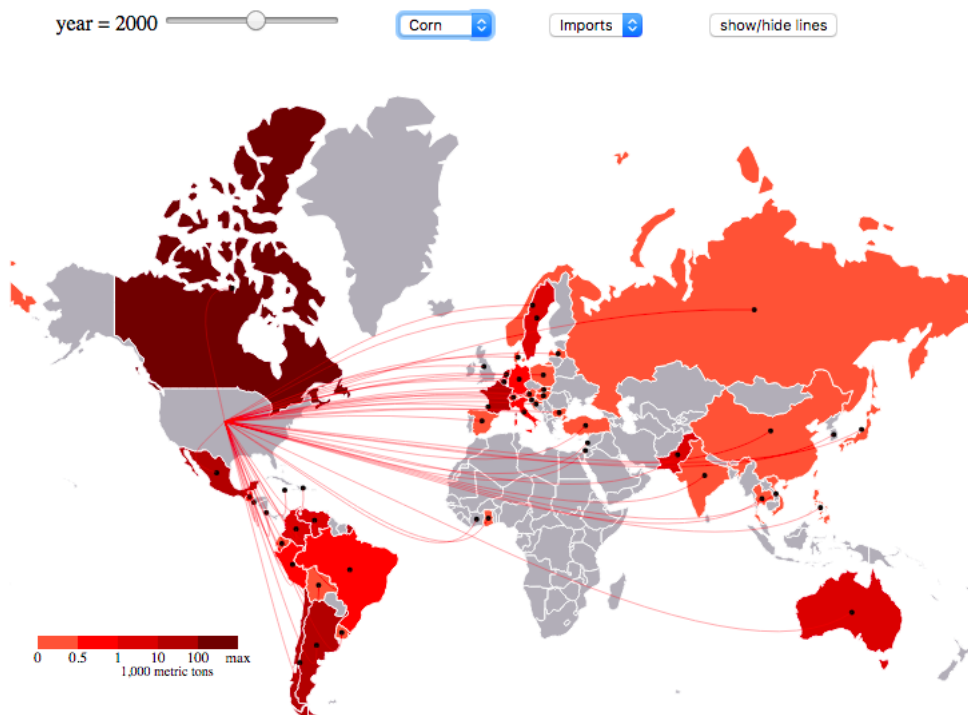 year = 2000 Corn Imports show/hide lines
0 0.5 1 10 100 max
1,000 metric tons